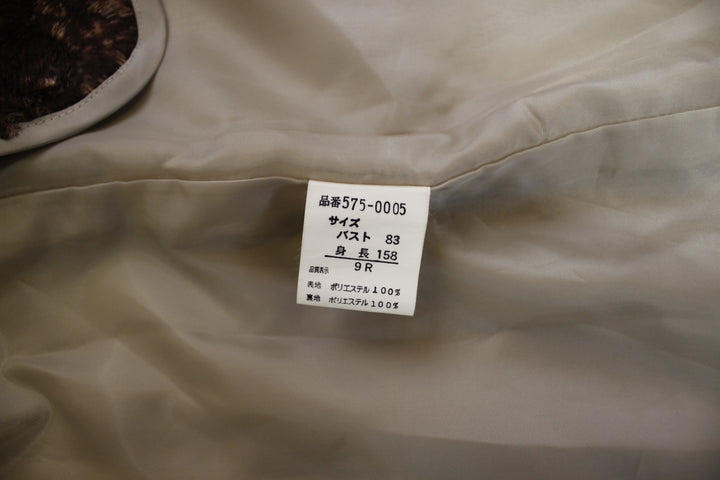 品番575-0005
サイズ
バスト 83
身長 158
9R
品質表示
表地 ポリエステル100%
裏地 ポリエステル100%